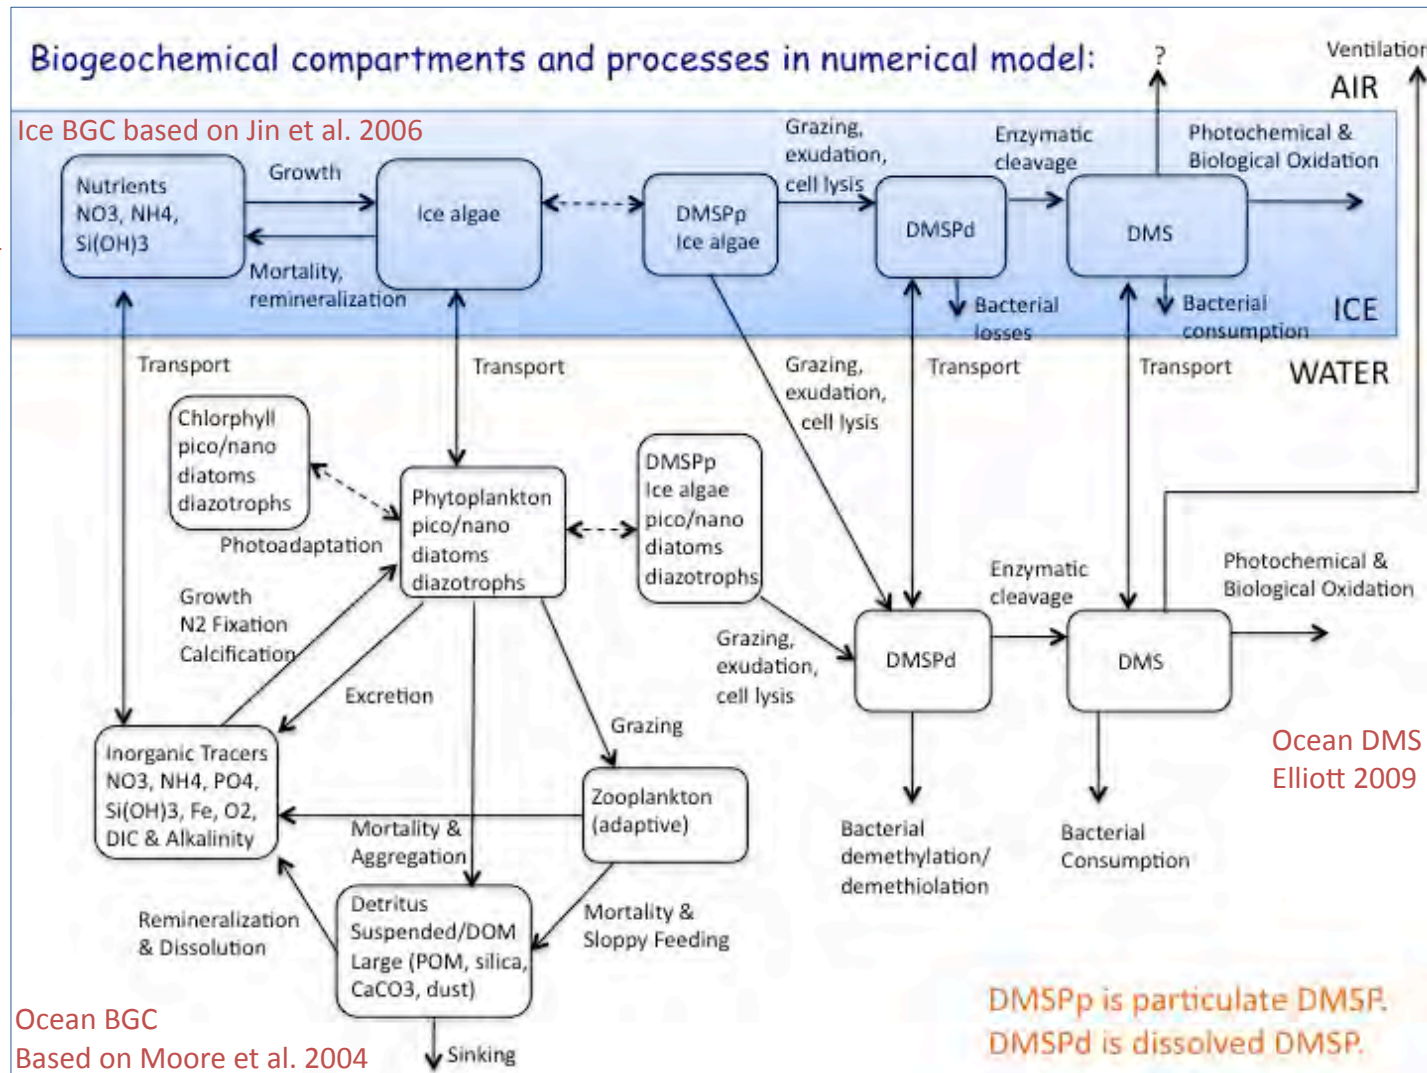 Biogeochemical compartments and processes in numerical model:
?
Ventilation
AIR
Ice BGC based on Jin et al. 2006
Nutrients
NO3, NH4,
Si(OH)3
Growth
Mortality,
remineralization
Ice algae
DMSPp
Ice algae
Grazing,
exudation,
cell lysis
DMSPd
Enzymatic
cleavage
DMS
Photochemical &
Biological Oxidation
Bacterial
losses
Bacterial
consumption
ICE
WATER
Transport
Transport
Grazing,
exudation,
cell lysis
Transport
Transport
Chlorphyll
pico/nano
diatoms
diazotrophs
Photoadaptation
Phytoplankton
pico/nano
diatoms
diazotrophs
DMSPp
Ice algae
pico/nano
diatoms
diazotrophs
Growth
N2 Fixation
Calcification
Excretion
Grazing
Grazing,
exudation,
cell lysis
DMSPd
Enzymatic
cleavage
DMS
Photochemical &
Biological Oxidation
Inorganic Tracers
NO3, NH4, PO4,
Si(OH)3, Fe, O2,
DIC & Alkalinity
Mortality &
Aggregation
Zooplankton
(adaptive)
Bacterial
demethylation/
demethiolation
Bacterial
Consumption
Ocean DMS
Elliott 2009
Remineralization
& Dissolution
Detritus
Suspended/DOM
Large (POM, silica,
CaCO3, dust)
Mortality &
Sloppy Feeding
Sinking
Ocean BGC
Based on Moore et al. 2004
DMSPp is particulate DMSP.
DMSPd is dissolved DMSP.